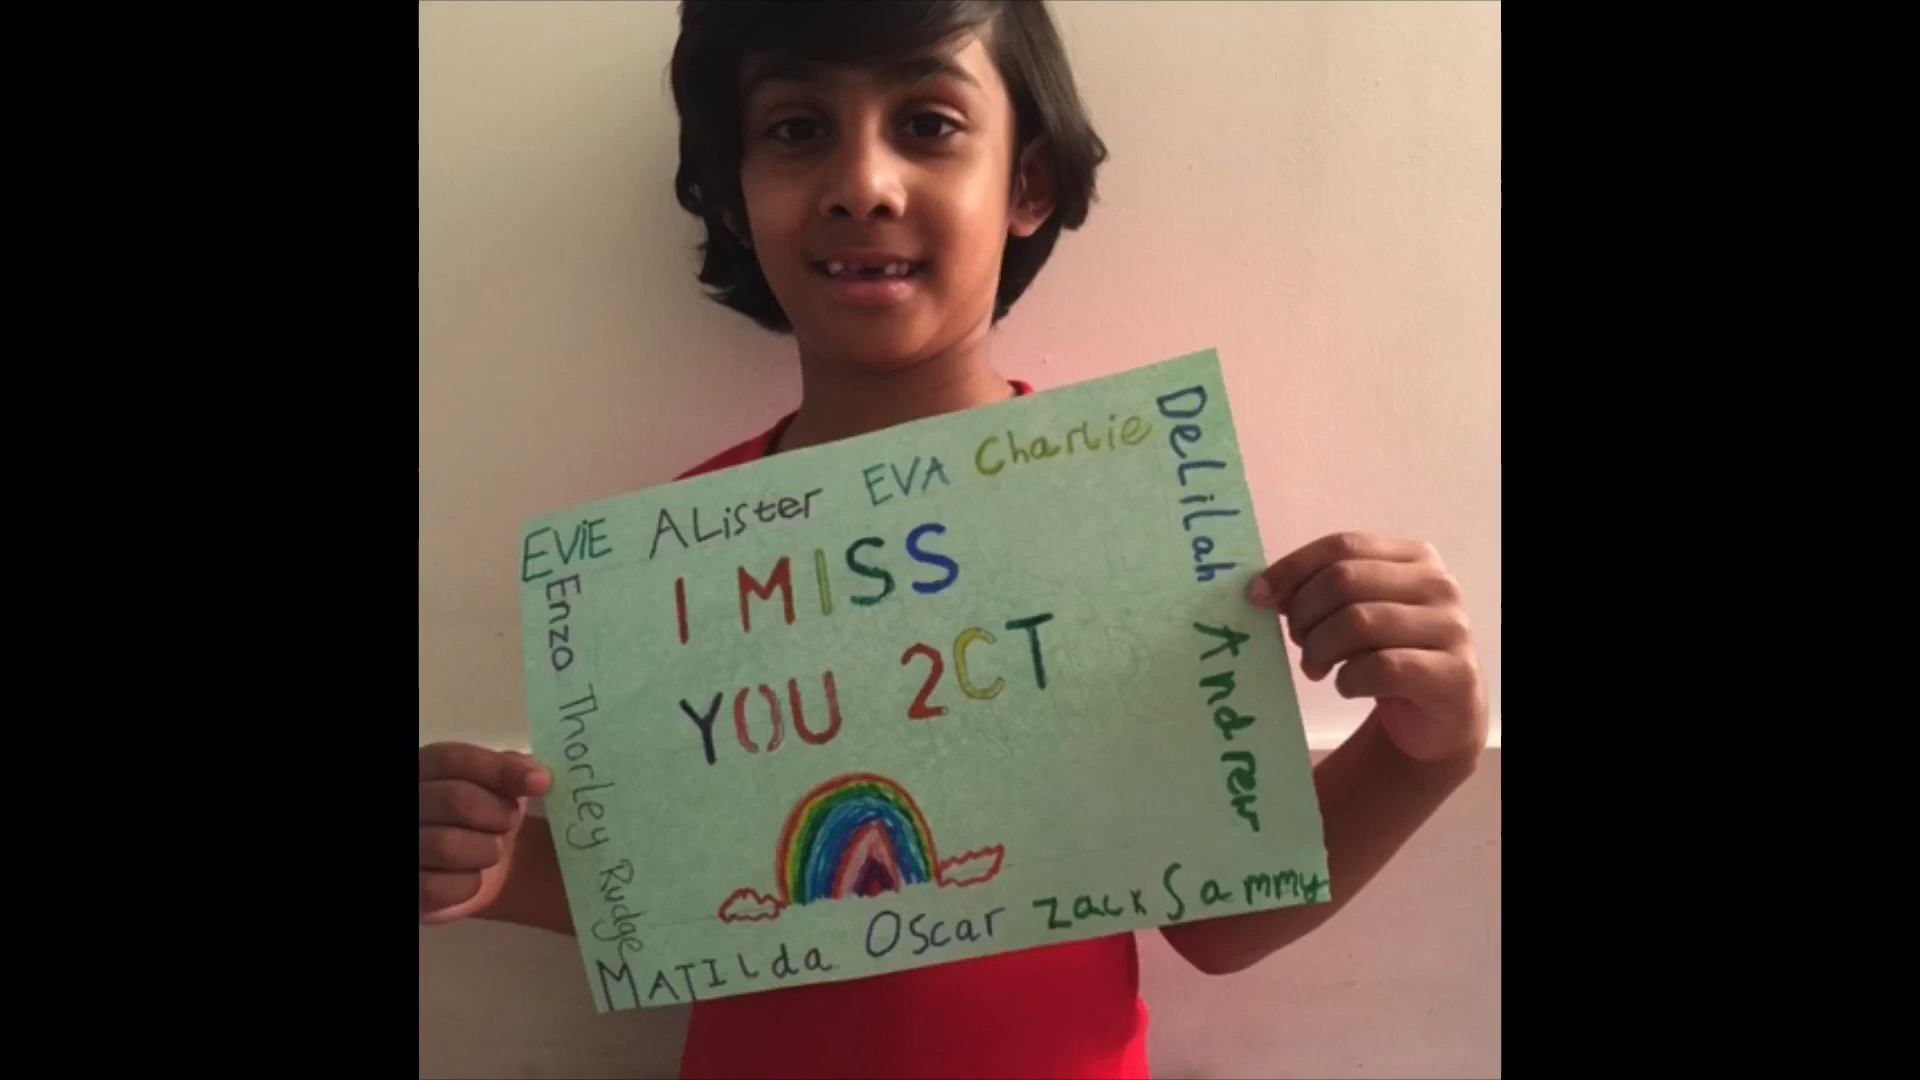 EViE ALister EVA Charlie
Delilah Andrew
Enzo Thorley Rudge
I MISS
YOU 2CT
MATILda Oscar Zack Sammy